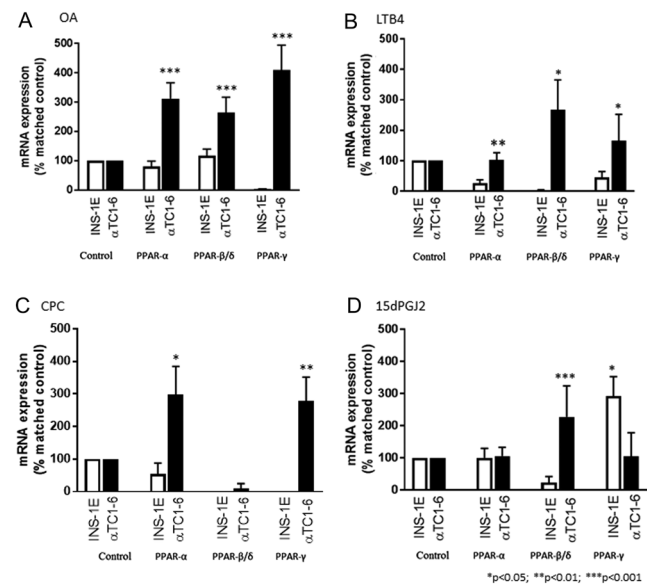 A OA
mRNA expression
(% matched control)
500
400
300
200
100
0
*** *** ***
INS-1E αTC1-6 INS-1E αTC1-6 INS-1E αTC1-6 INS-1E αTC1-6
Control PPAR-α PPAR-β/δ PPAR-γ
B LTB4
mRNA expression
(% matched control)
500
400
300
200
100
0
** * *
INS-1E αTC1-6 INS-1E αTC1-6 INS-1E αTC1-6 INS-1E αTC1-6
Control PPAR-α PPAR-β/δ PPAR-γ
C CPC
mRNA expression
(% matched control)
500
400
300
200
100
0
* **
INS-1E αTC1-6 INS-1E αTC1-6 INS-1E αTC1-6 INS-1E αTC1-6
Control PPAR-α PPAR-β/δ PPAR-γ
D 15dPGJ2
mRNA expression
(% matched control)
500
400
300
200
100
0
*** *
INS-1E αTC1-6 INS-1E αTC1-6 INS-1E αTC1-6 INS-1E αTC1-6
Control PPAR-α PPAR-β/δ PPAR-γ
*p<0.05; **p<0.01; ***p<0.001